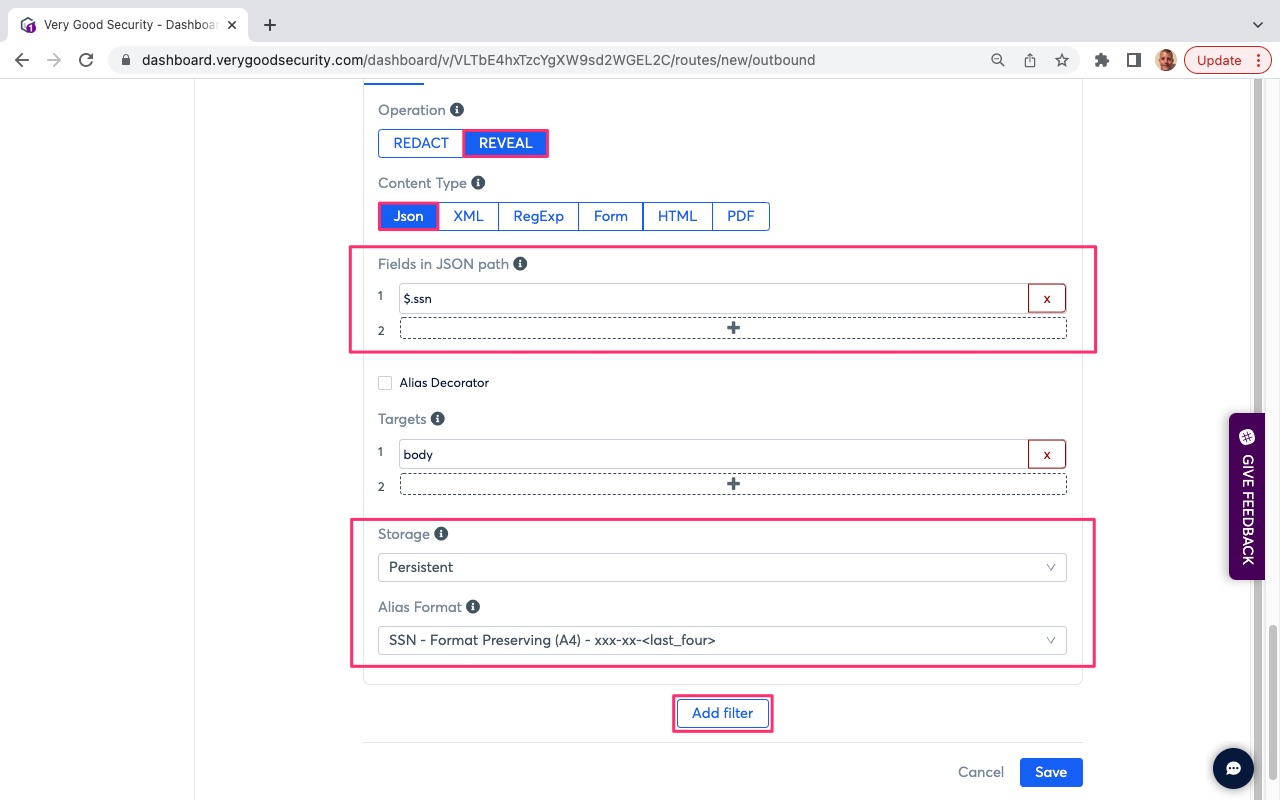 Very Good Security - Dashboar
dashboard.verygoodsecurity.com/dashboard/v/VLTbE4hxTzcYgXW9sd2WGEL2C/routes/new/outbound
Update
Operation
REDACT REVEAL
Content Type
Json XML RegExp Form HTML PDF
Fields in JSON path
1 $.ssn x
2 +
Alias Decorator
Targets
1 body x
2 +
Storage
Persistent
Alias Format
SSN - Format Preserving (A4) - xxx-xx-<last_four>
Add filter
Cancel Save
GIVE FEEDBACK